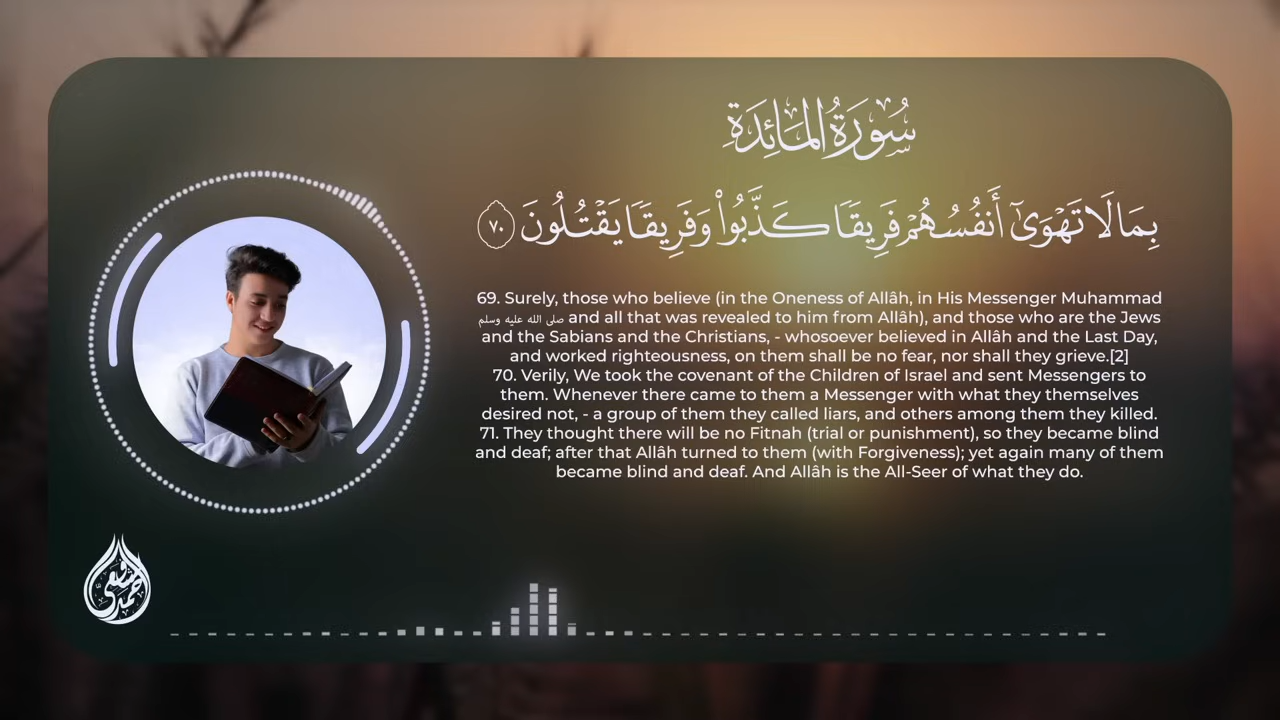 سُورَةُ المَائِدَةِ
بِمَا لَا تَهْوَىٰٓ أَنفُسُهُمْ فَرِيقًا كَذَّبُوا۟ وَفَرِيقًا يَقْتُلُونَ ٧٠
69. Surely, those who believe (in the Oneness of Allâh, in His Messenger Muhammad
صلى الله عليه وسلم and all that was revealed to him from Allâh), and those who are the Jews
and the Sabians and the Christians, - whosoever believed in Allâh and the Last Day,
and worked righteousness, on them shall be no fear, nor shall they grieve.[2]
70. Verily, We took the covenant of the Children of Israel and sent Messengers to
them. Whenever there came to them a Messenger with what they themselves
desired not, - a group of them they called liars, and others among them they killed.
71. They thought there will be no Fitnah (trial or punishment), so they became blind
and deaf; after that Allâh turned to them (with Forgiveness); yet again many of them
became blind and deaf. And Allâh is the All-Seer of what they do.